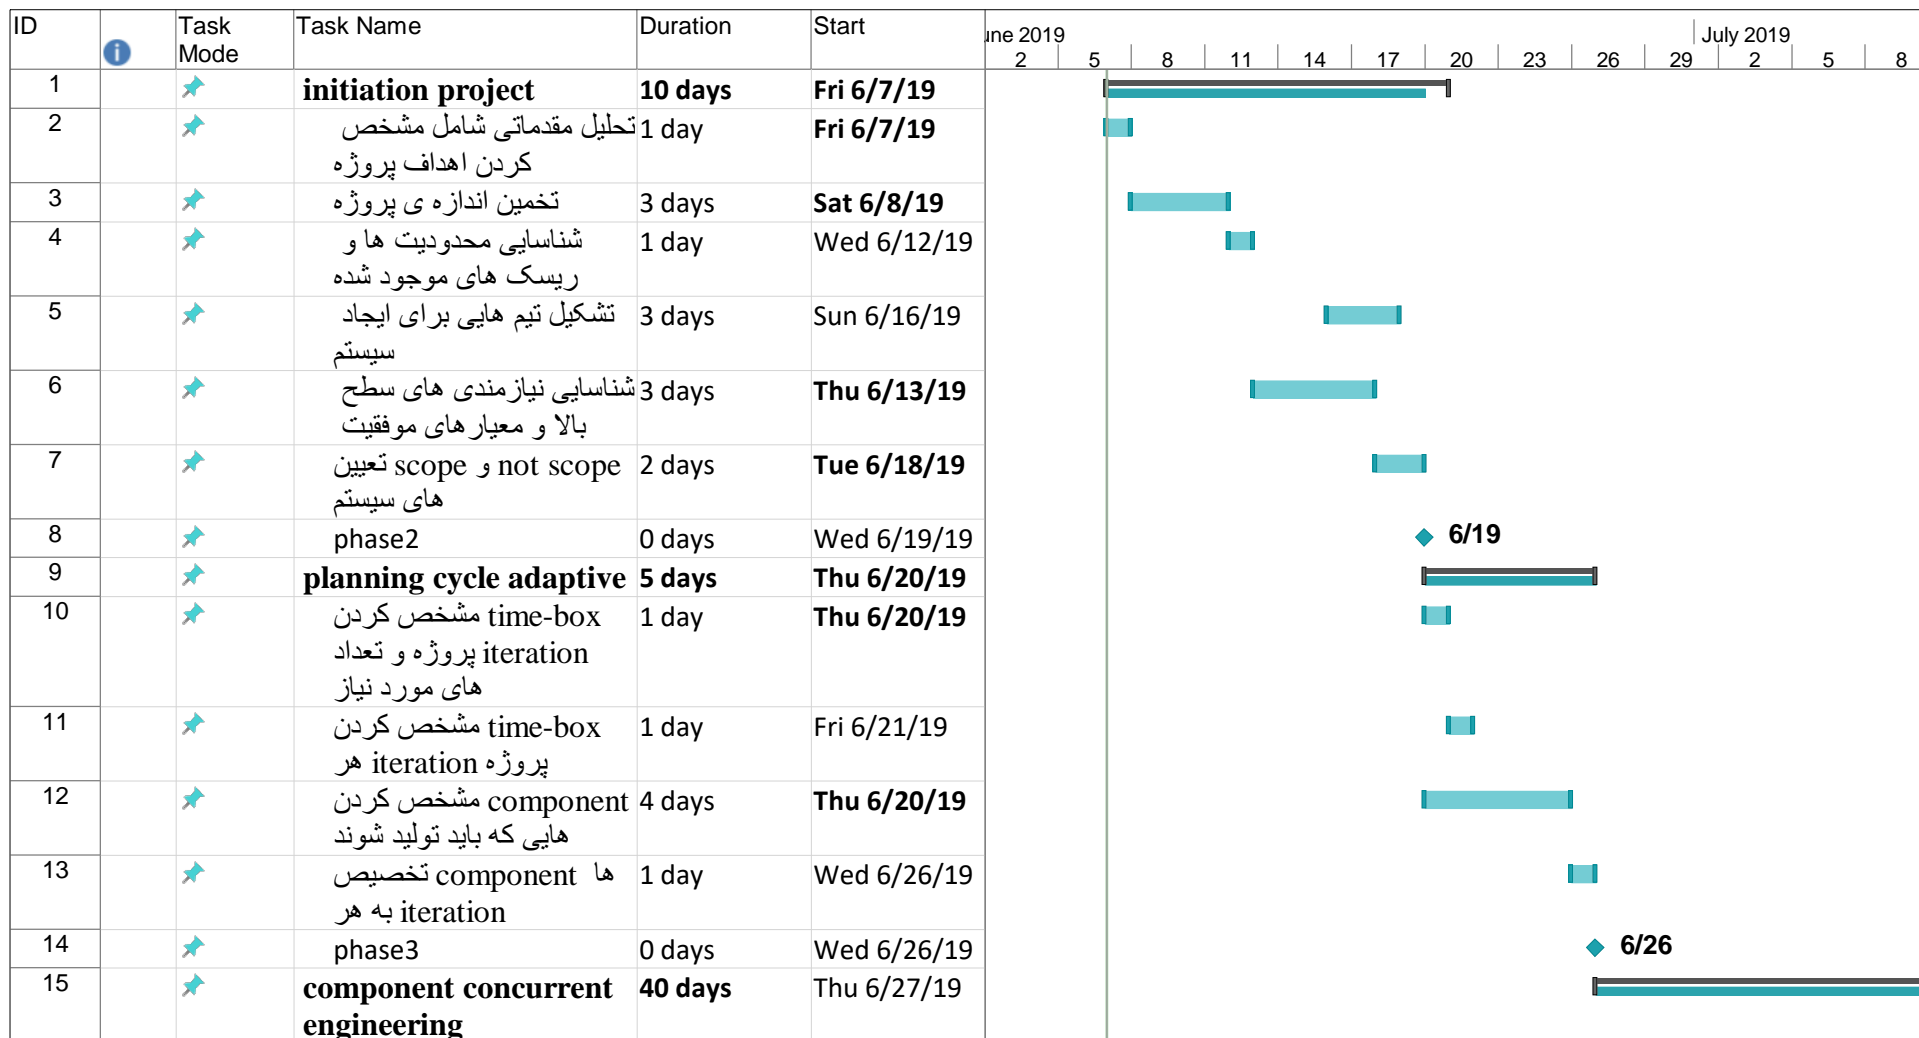 ID
Task Mode
Task Name
Duration
Start
une 2019
July 2019
2 5 8 11 14 17 20 23 26 29 2 5 8
1 initiation project 10 days Fri 6/7/19
2 تحلیل مقدماتی شامل مشخص 1 day Fri 6/7/19
کردن اهداف پروژه
3 تخمین اندازه ی پروژه 3 days Sat 6/8/19
4 شناسایی محدودیت ها و 1 day Wed 6/12/19
ریسک های موجود شده
5 تشکیل تیم هایی برای ایجاد 3 days Sun 6/16/19
سیستم
6 شناسایی نیازمندی های سطح 3 days Thu 6/13/19
بالا و معیارهای موفقیت
7 تعیین scope و not scope 2 days Tue 6/18/19
های سیستم
8 phase2 0 days Wed 6/19/19 6/19
9 planning cycle adaptive 5 days Thu 6/20/19
10 مشخص کردن time-box 1 day Thu 6/20/19
پروژه و تعداد iteration
های مورد نیاز
11 مشخص کردن time-box 1 day Fri 6/21/19
هر iteration پروژه
12 مشخص کردن component 4 days Thu 6/20/19
هایی که باید تولید شوند
13 تخصیص component ها 1 day Wed 6/26/19
به هر iteration
14 phase3 0 days Wed 6/26/19 6/26
15 component concurrent 40 days Thu 6/27/19
engineering